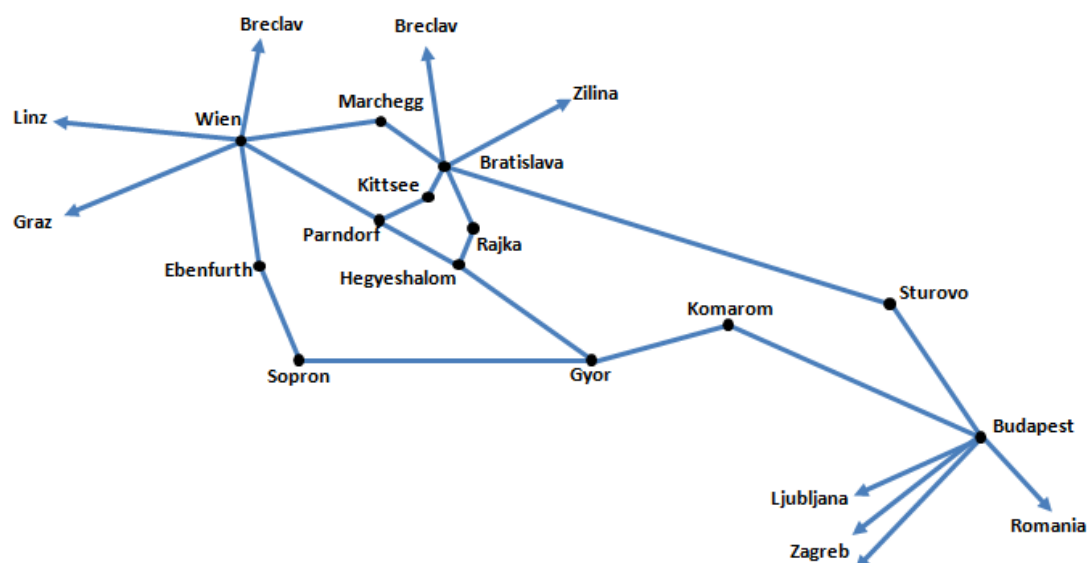 Breclav
Breclav
Zilina
Marchegg
Linz
Wien
Bratislava
Kittsee
Graz
Parndorf
Rajka
Ebenfurth
Hegyeshalom
Sturovo
Komarom
Sopron
Gyor
Budapest
Ljubljana
Romania
Zagreb